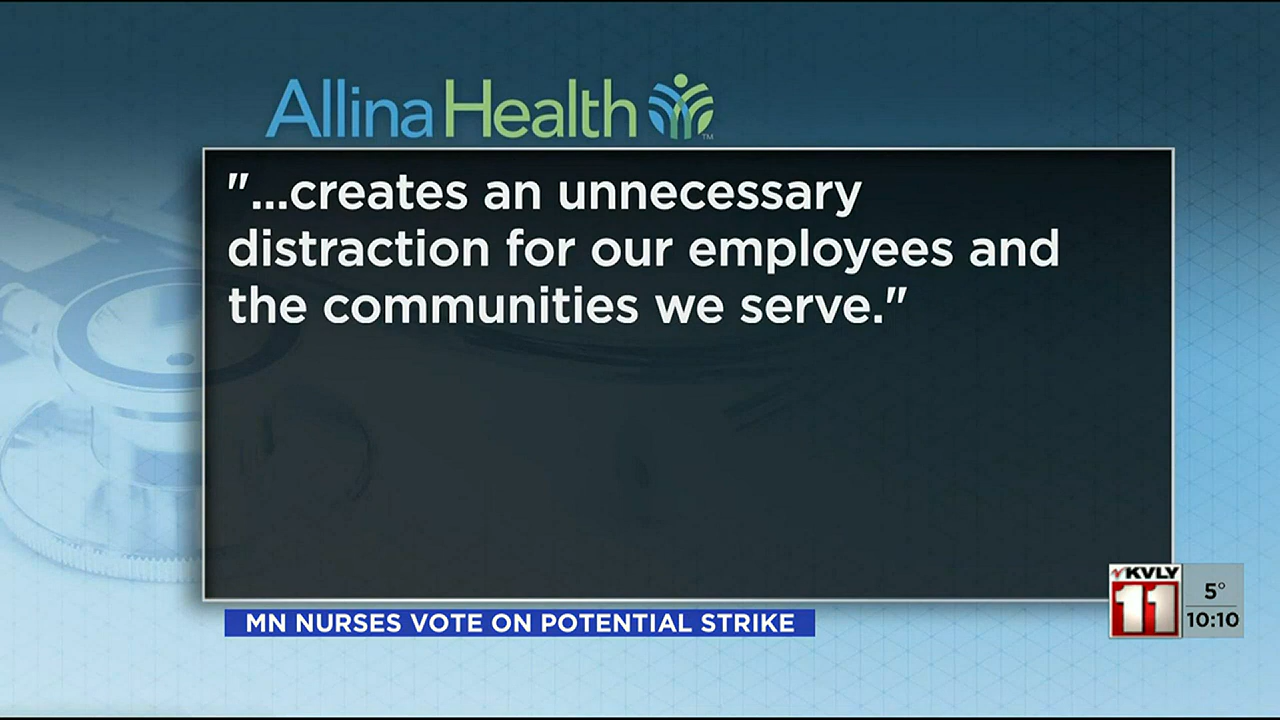 Allina Health
TM
"...creates an unnecessary
distraction for our employees and
the communities we serve."
MN NURSES VOTE ON POTENTIAL STRIKE
KVLY
11
5°
10:10